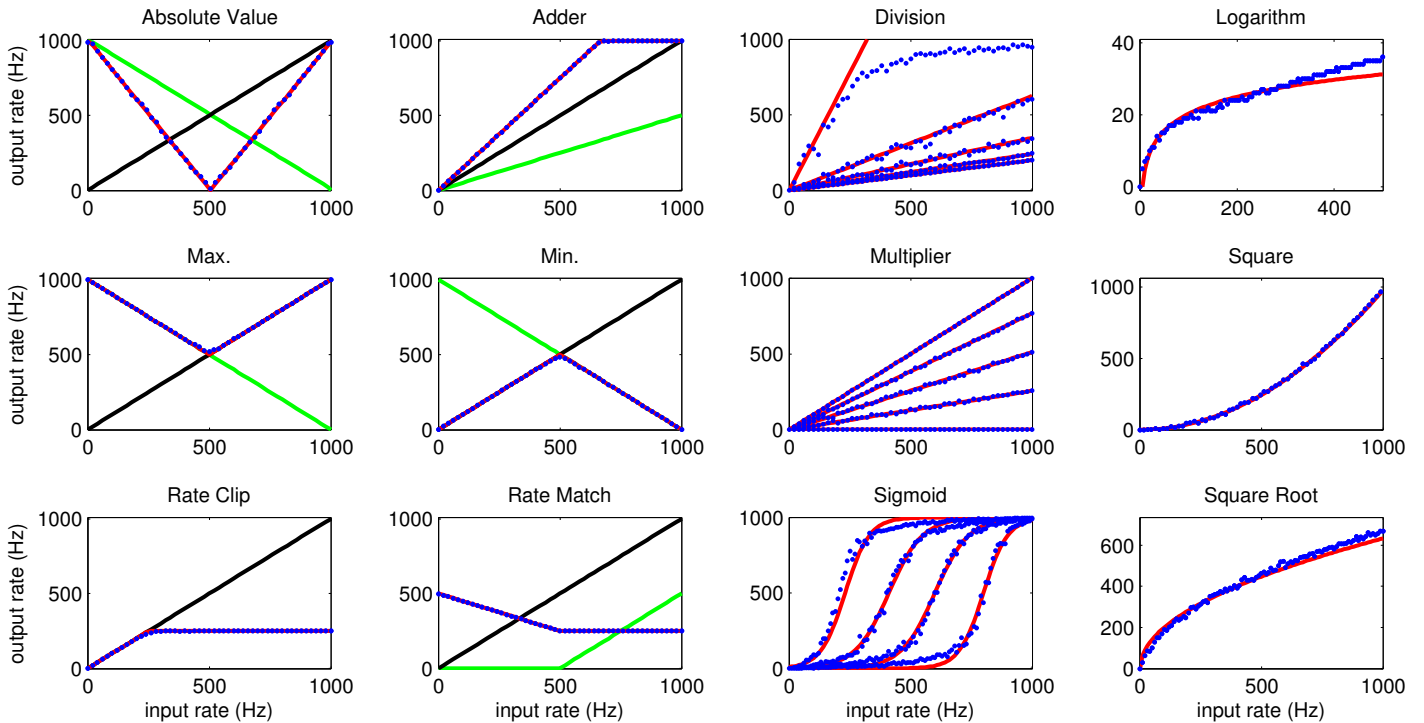 Absolute Value
Adder
Division
Logarithm
output rate (Hz)
1000
500
0
0 500 1000
1000
500
0
0 500 1000
1000
500
0
0 500 1000
40
20
0
0 200 400
Max.
Min.
Multiplier
Square
output rate (Hz)
1000
500
0
0 500 1000
1000
500
0
0 500 1000
1000
500
0
0 500 1000
1000
500
0
0 500 1000
Rate Clip
Rate Match
Sigmoid
Square Root
output rate (Hz)
1000
500
0
0 500 1000
input rate (Hz)
1000
500
0
0 500 1000
input rate (Hz)
1000
500
0
0 500 1000
input rate (Hz)
600
400
200
0
0 500 1000
input rate (Hz)